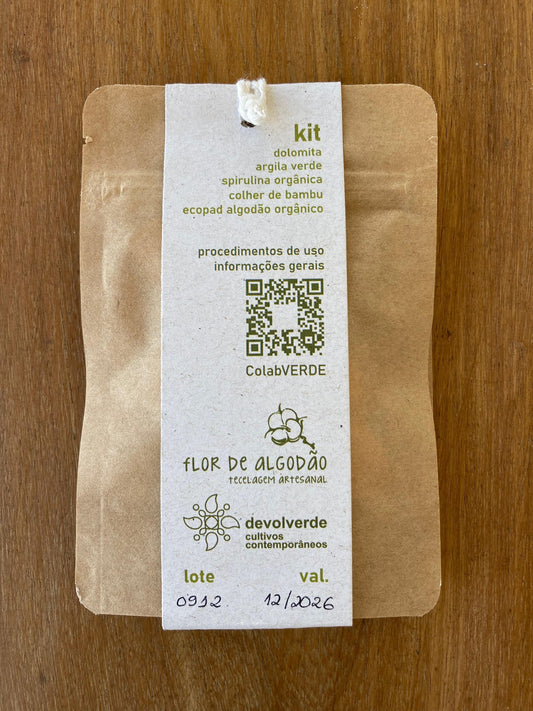 kit
dolomita
argila verde
spirulina orgânica
colher de bambu
ecopad algodão orgânico
procedimentos de uso
informações gerais
ColabVERDE
FLOR DE ALGODÃO
TECELAGEM ARTESANAL
devolverde
cultivos
contemporâneos
lote val.
0912 12/2026